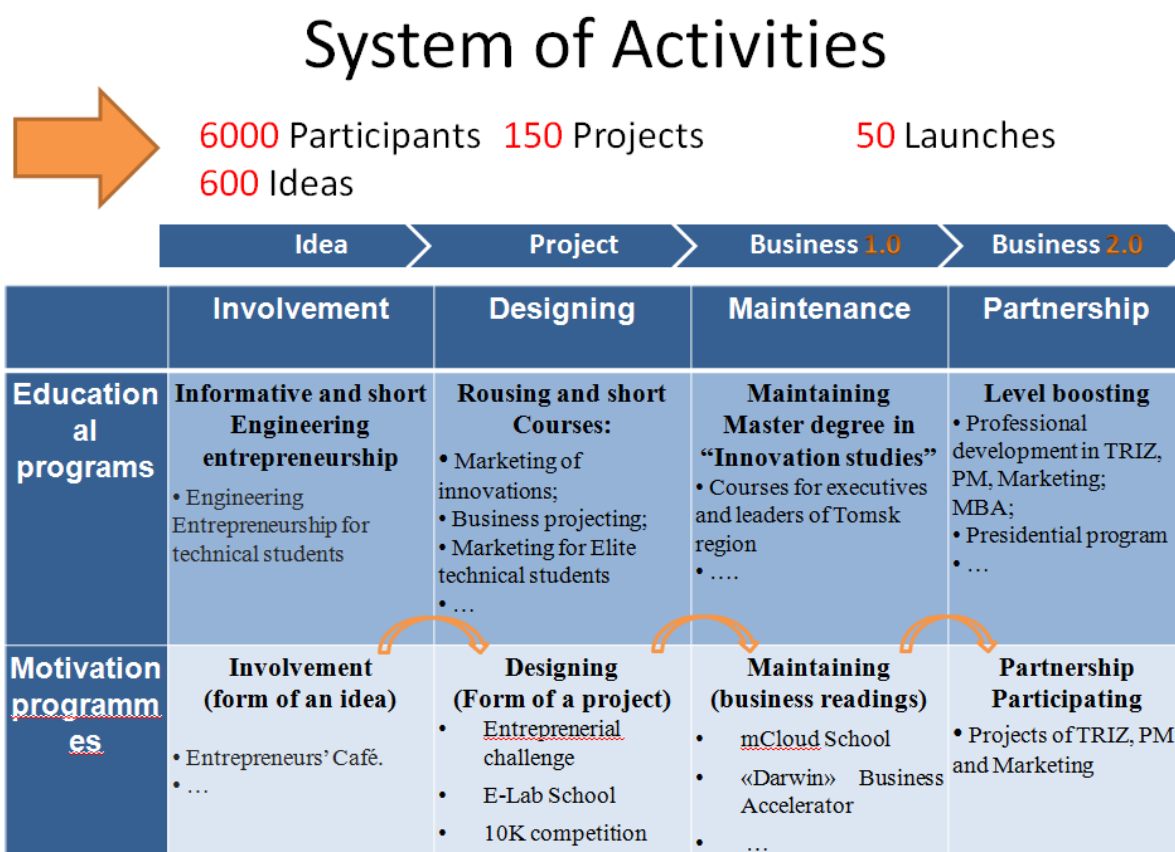 System of Activities
6000 Participants 150 Projects 50 Launches
600 Ideas
Idea Project Business 1.0 Business 2.0
Involvement Designing Maintenance Partnership
Education
al
programs
Informative and short
Engineering
entrepreneurship
• Engineering
Entrepreneurship for
technical students
Rousing and short
Courses:
• Marketing of
innovations;
• Business projecting;
• Marketing for Elite
technical students
• …
Maintaining
Master degree in
“Innovation studies”
• Courses for executives
and leaders of Tomsk
region
• ….
Level boosting
• Professional
development in TRIZ,
PM, Marketing;
MBA;
• Presidential program
• …
Motivation
programm
es
Involvement
(form of an idea)
• Entrepreneurs’ Café.
• …
Designing
(Form of a project)
• Entreprenerial
challenge
• E-Lab School
• 10K competition
Maintaining
(business readings)
• mCloud School
• «Darwin» Business
Accelerator
• …
Partnership
Participating
• Projects of TRIZ, PM
and Marketing